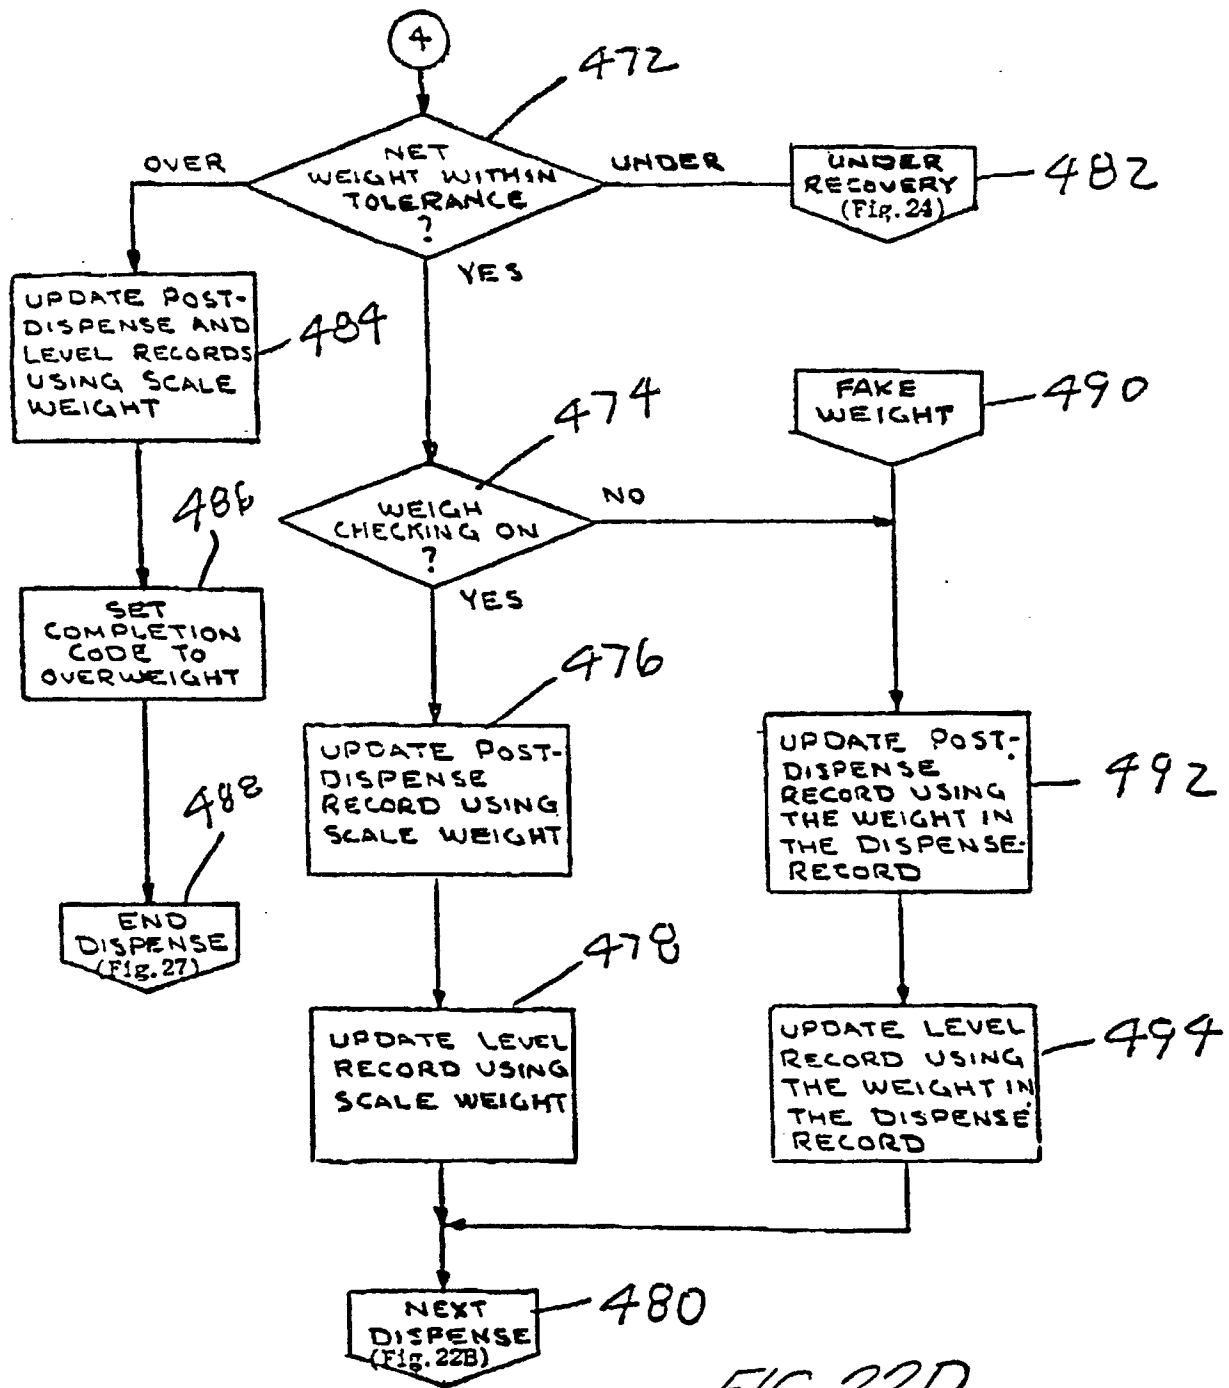 4
472
NET
WEIGHT WITHIN
TOLERANCE
?
OVER
UNDER
YES
UNDER
RECOVERY
(Fig. 24)
482
UPDATE POST-
DISPENSE AND
LEVEL RECORDS
USING SCALE
WEIGHT
484
474
WEIGH
CHECKING ON
?
NO
YES
FAKE
WEIGHT
490
486
SET
COMPLETION
CODE TO
OVERWEIGHT
476
UPDATE POST-
DISPENSE
RECORD USING
SCALE WEIGHT
UPDATE POST-
DISPENSE
RECORD USING
THE WEIGHT IN
THE DISPENSE
RECORD
492
488
END
DISPENSE
(Fig. 27)
478
UPDATE LEVEL
RECORD USING
SCALE WEIGHT
UPDATE LEVEL
RECORD USING
THE WEIGHT IN
THE DISPENSE
RECORD
494
NEXT
DISPENSE
(Fig. 22B)
480
FIG. 22D